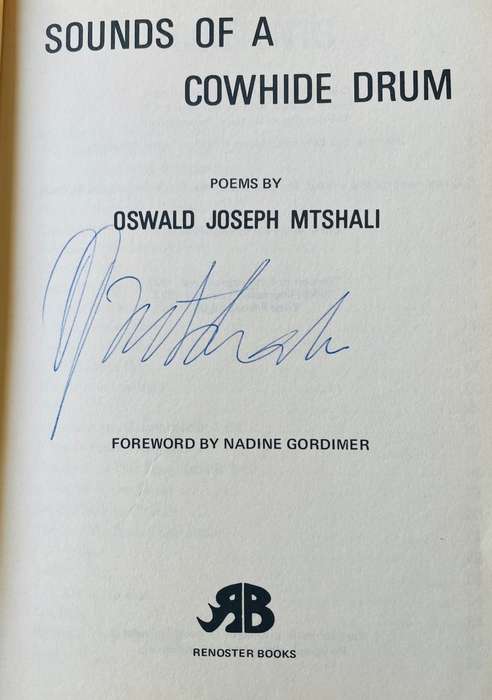 SOUNDS OF A
COWHIDE DRUM
POEMS BY
OSWALD JOSEPH MTSHALI
FOREWORD BY NADINE GORDIMER
RB
RENOSTER BOOKS